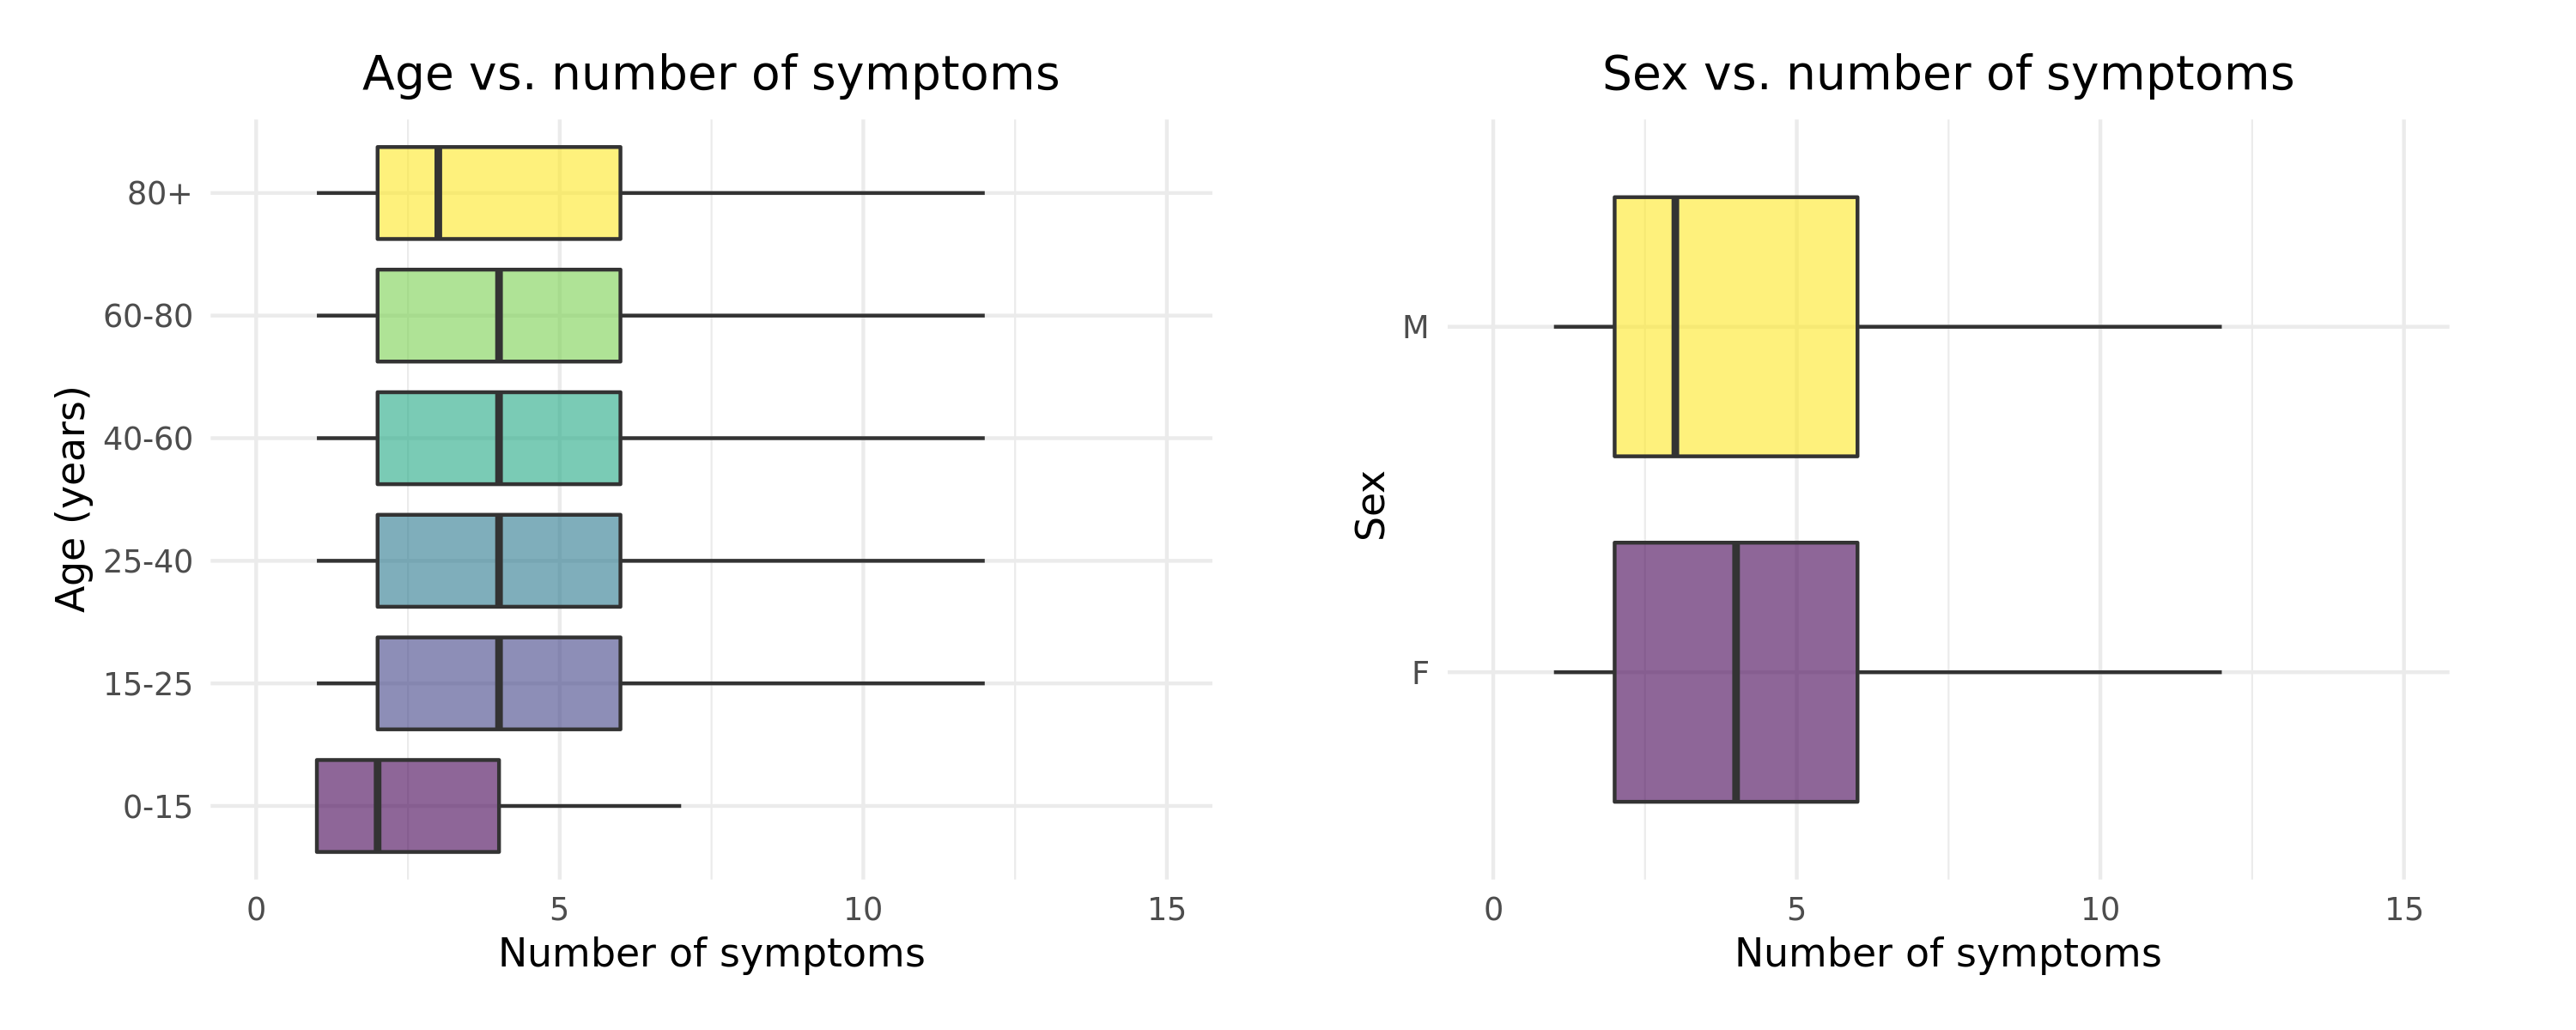 Age vs. number of symptoms
Age (years)
80+
60-80
40-60
25-40
15-25
0-15
0 5 10 15
Number of symptoms
Sex vs. number of symptoms
Sex
M
F
0 5 10 15
Number of symptoms